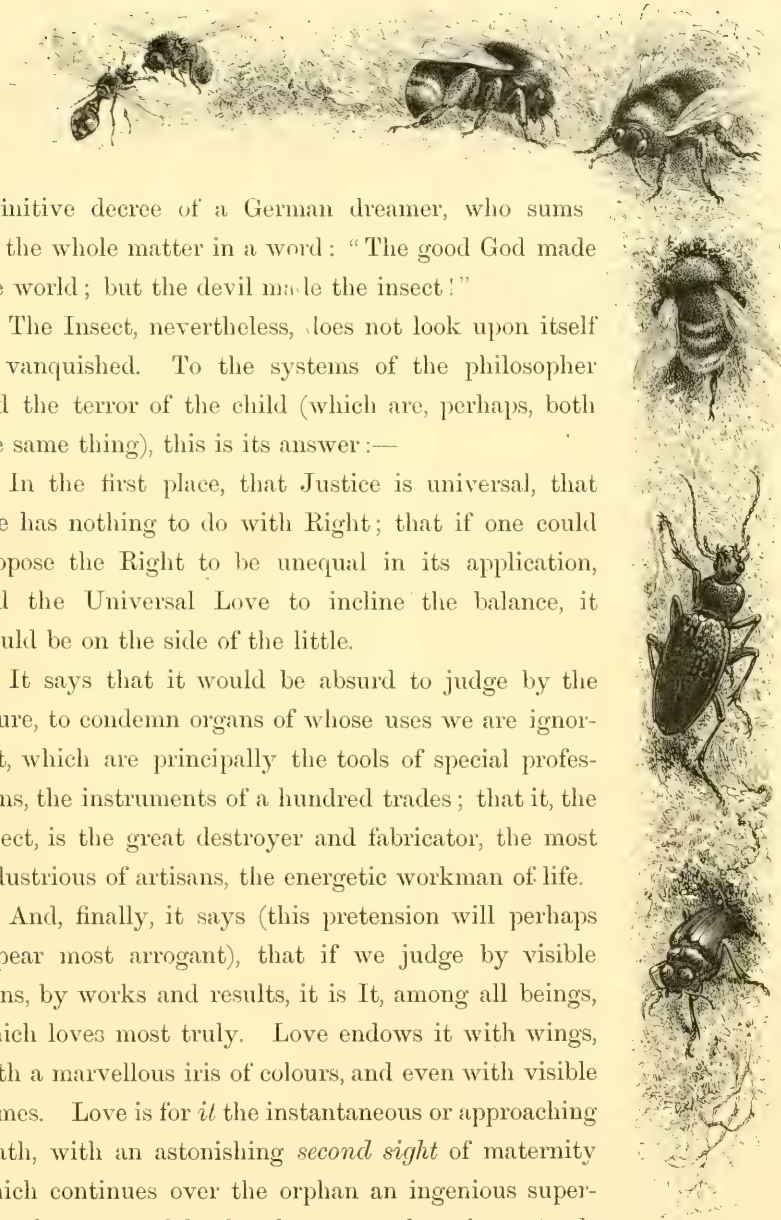 initive decree of a German dreamer, who sums
the whole matter in a word: "The good God made
e world; but the devil made the insect!"
The Insect, nevertheless, does not look upon itself
vanquished. To the systems of the philosopher
d the terror of the child (which are, perhaps, both
e same thing), this is its answer:—
In the first place, that Justice is universal, that
e has nothing to do with Right; that if one could
ppose the Right to be unequal in its application,
d the Universal Love to incline the balance, it
uld be on the side of the little.
It says that it would be absurd to judge by the
ure, to condemn organs of whose uses we are ignor-
t, which are principally the tools of special profes-
ns, the instruments of a hundred trades; that it, the
ect, is the great destroyer and fabricator, the most
dustrious of artisans, the energetic workman of life.
And, finally, it says (this pretension will perhaps
pear most arrogant), that if we judge by visible
ns, by works and results, it is It, among all beings,
ich loves most truly. Love endows it with wings,
th a marvellous iris of colours, and even with visible
mes. Love is for it the instantaneous or approaching
ath, with an astonishing second sight of maternity
ich continues over the orphan an ingenious super-